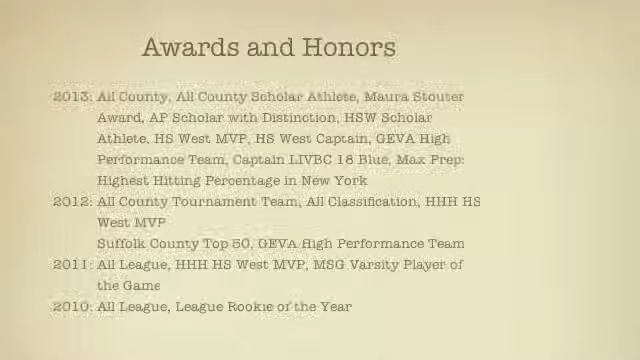 Awards and Honors
2013: All County, All County Scholar Athlete, Maura Stouter
Award, AP Scholar with Distinction, HSW Scholar
Athlete, HS West MVP, HS West Captain, GEVA High
Performance Team, Captain LIVBC 18 Blue, Max Prep:
Highest Hitting Percentage in New York
2012: All County Tournament Team, All Classification, HHH HS
West MVP
Suffolk County Top 50, GEVA High Performance Team
2011: All League, HHH HS West MVP, MSG Varsity Player of
the Game
2010: All League, League Rookie of the Year